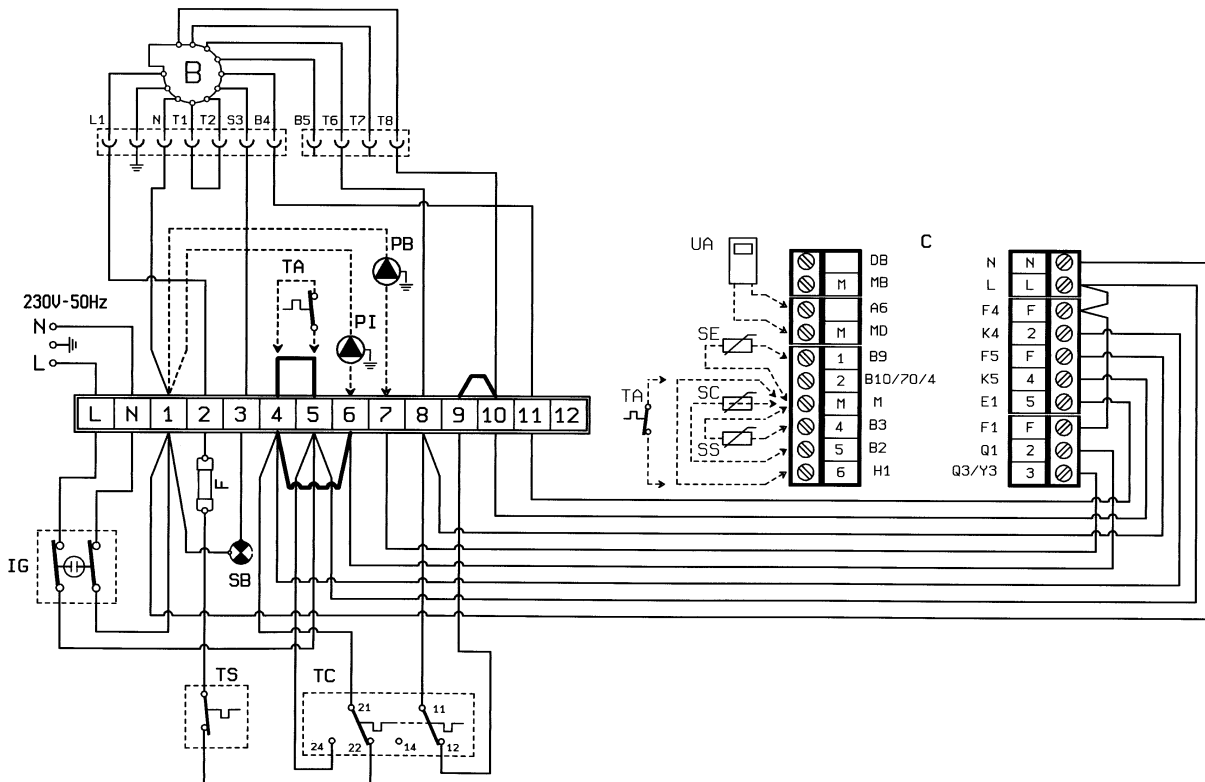 B
L1 N T1 T2 S3 B4 B5 T6 T7 T8
PB
TA
PI
230V-50Hz
N
L
L N 1 2 3 4 5 6 7 8 9 10 11 12
F
IG
SB
TS
TC
21 11
24 22 14 12
UA
SE
TA
SC
SS
C
DB
M MB
A6
M MD
1 B9
2 B10/70/4
M M
4 B3
5 B2
6 H1
N N
L L
F4 F
K4 2
F5 F
K5 4
E1 5
F1 F
Q1 2
Q3/Y3 3